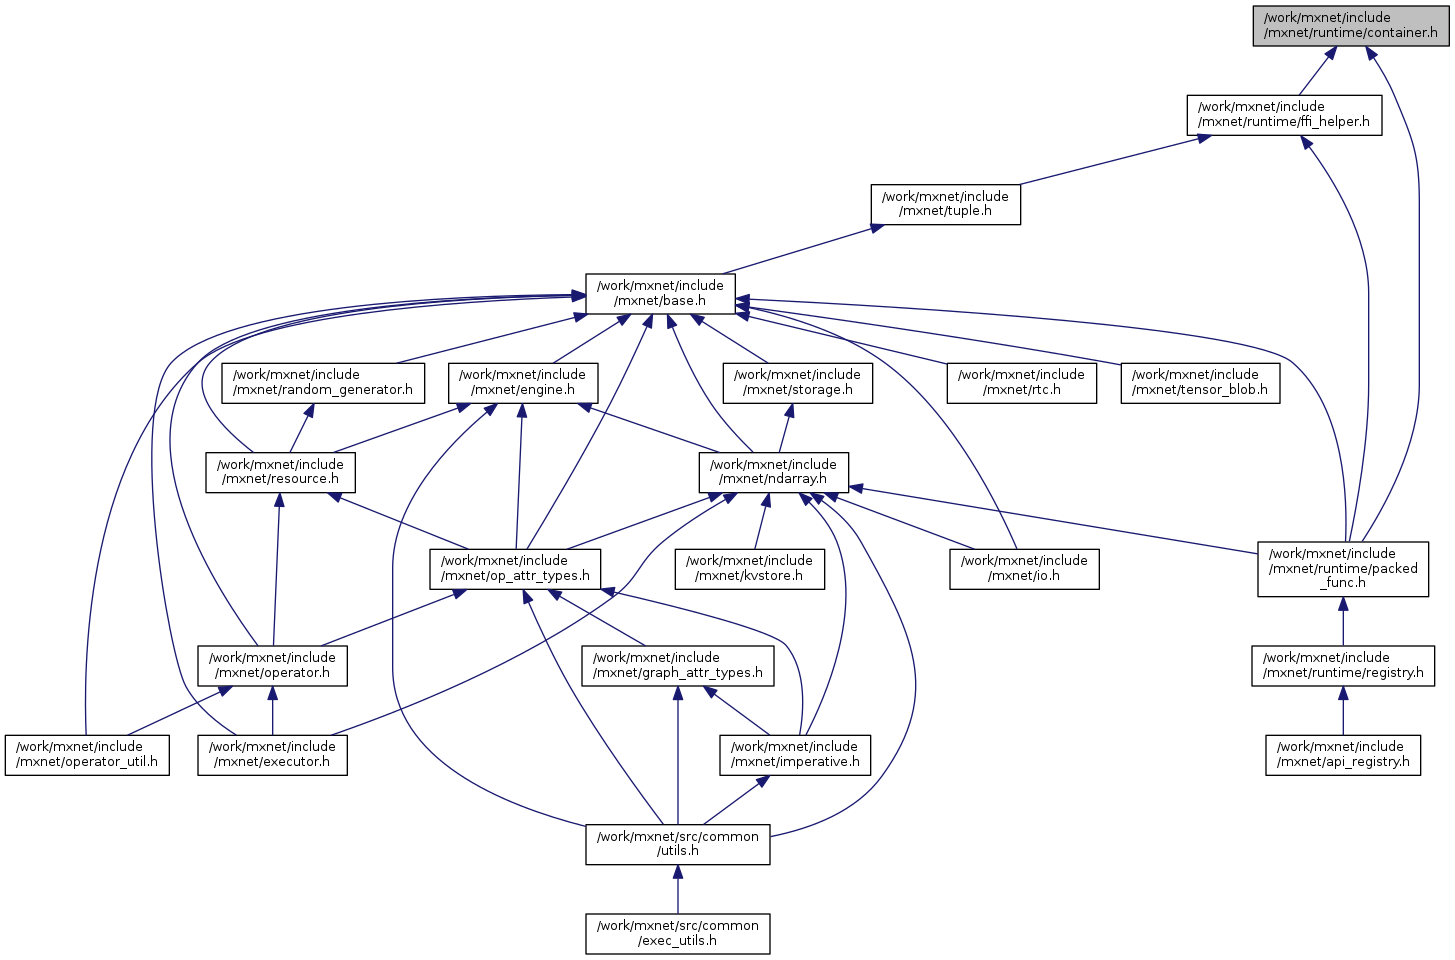 /work/mxnet/include
/mxnet/runtime/container.h
/work/mxnet/include
/mxnet/runtime/ffi_helper.h
/work/mxnet/include
/mxnet/tuple.h
/work/mxnet/include
/mxnet/base.h
/work/mxnet/include
/mxnet/random_generator.h
/work/mxnet/include
/mxnet/engine.h
/work/mxnet/include
/mxnet/storage.h
/work/mxnet/include
/mxnet/rtc.h
/work/mxnet/include
/mxnet/tensor_blob.h
/work/mxnet/include
/mxnet/resource.h
/work/mxnet/include
/mxnet/ndarray.h
/work/mxnet/include
/mxnet/op_attr_types.h
/work/mxnet/include
/mxnet/kvstore.h
/work/mxnet/include
/mxnet/io.h
/work/mxnet/include
/mxnet/runtime/packed
_func.h
/work/mxnet/include
/mxnet/operator.h
/work/mxnet/include
/mxnet/graph_attr_types.h
/work/mxnet/include
/mxnet/runtime/registry.h
/work/mxnet/include
/mxnet/operator_util.h
/work/mxnet/include
/mxnet/executor.h
/work/mxnet/include
/mxnet/imperative.h
/work/mxnet/include
/mxnet/api_registry.h
/work/mxnet/src/common
/utils.h
/work/mxnet/src/common
/exec_utils.h